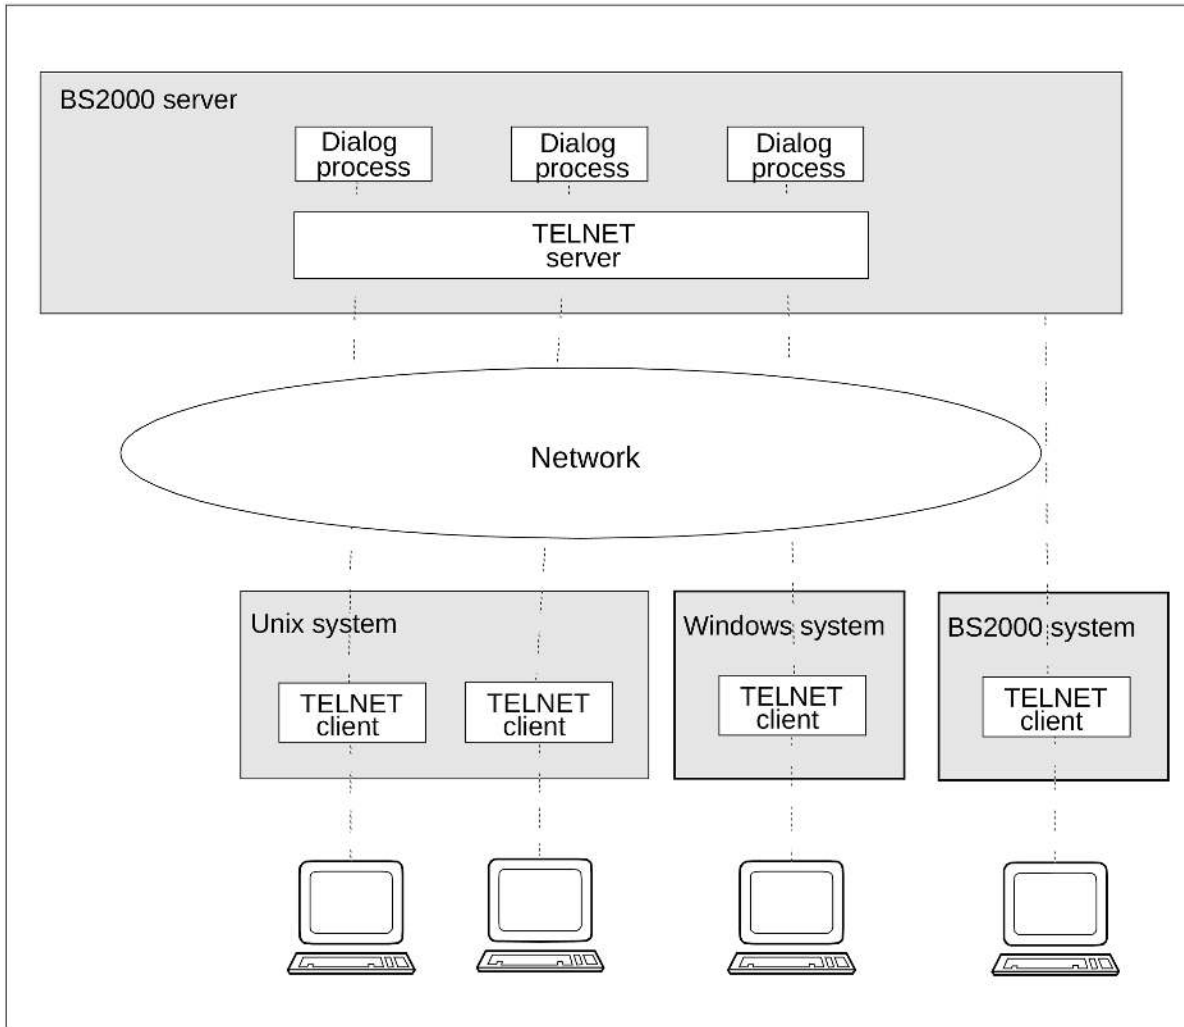 BS2000 server
Dialog
process
Dialog
process
Dialog
process
TELNET
server
Network
Unix system
Windows system
BS2000 system
TELNET
client
TELNET
client
TELNET
client
TELNET
client